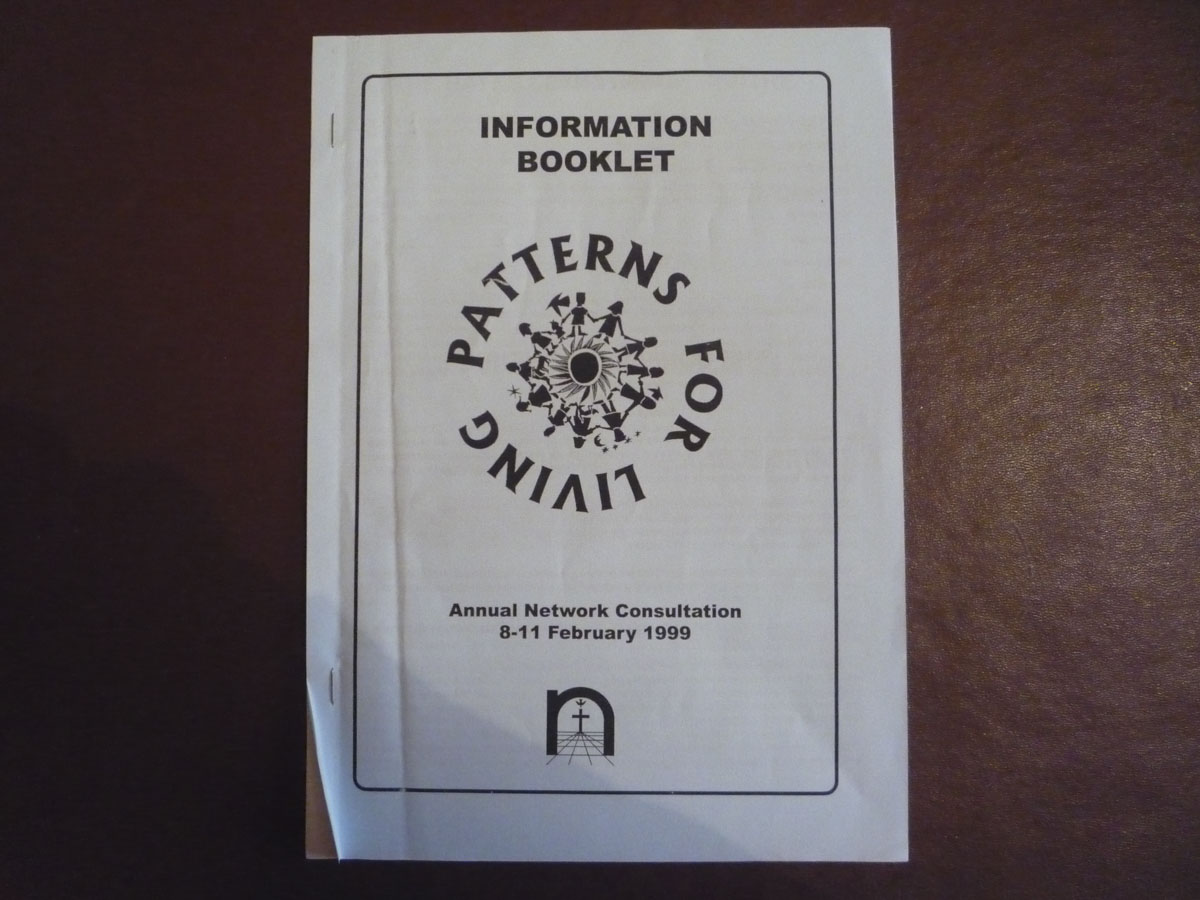 INFORMATION
BOOKLET
PATTERNS FOR LIVING
Annual Network Consultation
8-11 February 1999
n